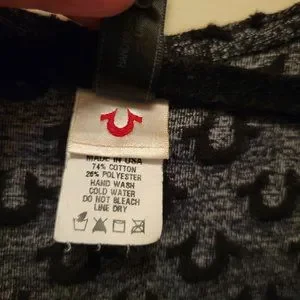 MADE IN USA
74% COTTON
26% POLYESTER
HAND WASH
COLD WATER
DO NOT BLEACH
LINE DRY